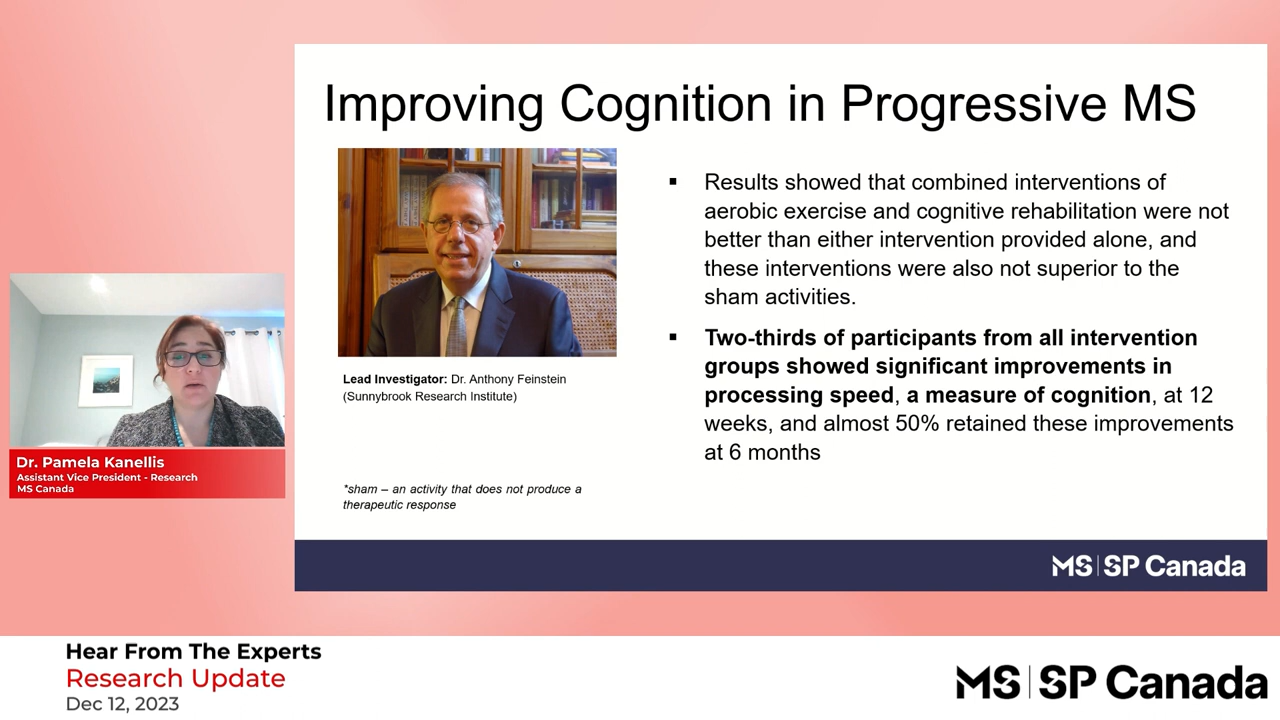 Improving Cognition in Progressive MS
▪ Results showed that combined interventions of
aerobic exercise and cognitive rehabilitation were not
better than either intervention provided alone, and
these interventions were also not superior to the
sham activities.
▪ Two-thirds of participants from all intervention
groups showed significant improvements in
processing speed, a measure of cognition, at 12
weeks, and almost 50% retained these improvements
at 6 months
Lead Investigator: Dr. Anthony Feinstein
(Sunnybrook Research Institute)
*sham – an activity that does not produce a
therapeutic response
MS | SP Canada
Dr. Pamela Kanellis
Assistant Vice President - Research
MS Canada
Hear From The Experts
Research Update
Dec 12, 2023
MS | SP Canada